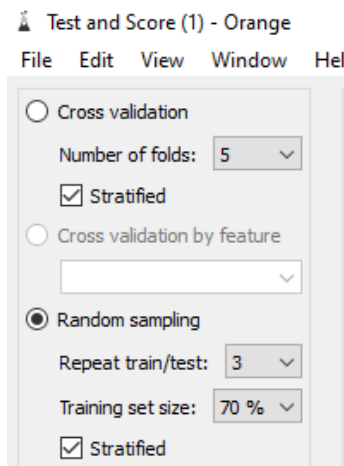 Test and Score (1) - Orange
File Edit View Window
Cross validation
Number of folds: 5
Stratified
Cross validation by feature
Random sampling
Repeat train/test: 3
Training set size: 70 %
Stratified